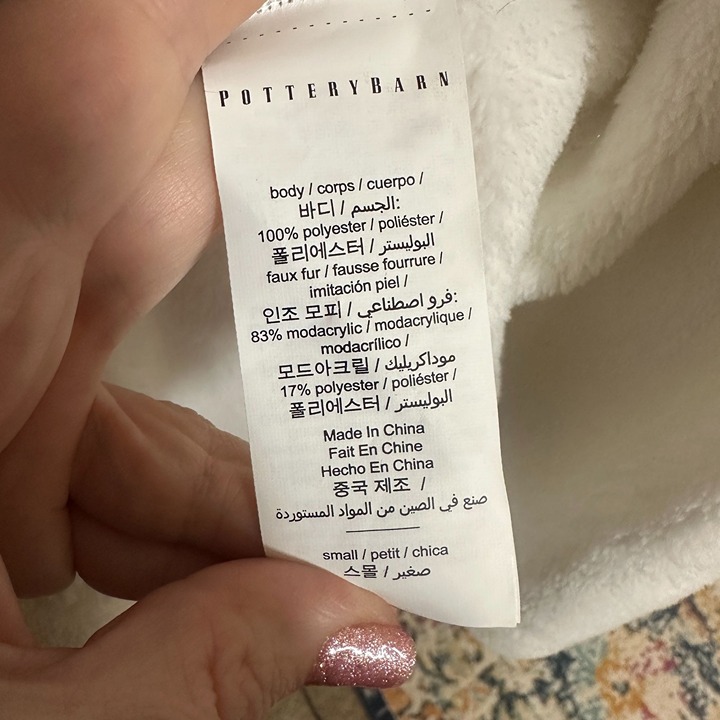 POTTERYBARN
body / corps / cuerpo /
바디 / الجسم:
100% polyester / poliéster /
폴리에스터 / البوليستر
faux fur / fausse fourrure /
imitación piel /
인조 모피 / فرو اصطناعي:
83% modacrylic / modacrylique /
modacrílico /
모드아크릴 / موداكريليك
17% polyester / poliéster /
폴리에스터 / البوليستر
Made In China
Fait En Chine
Hecho En China
중국 제조 /
صنع في الصين من المواد المستوردة
small / petit / chica
스몰 / صغير